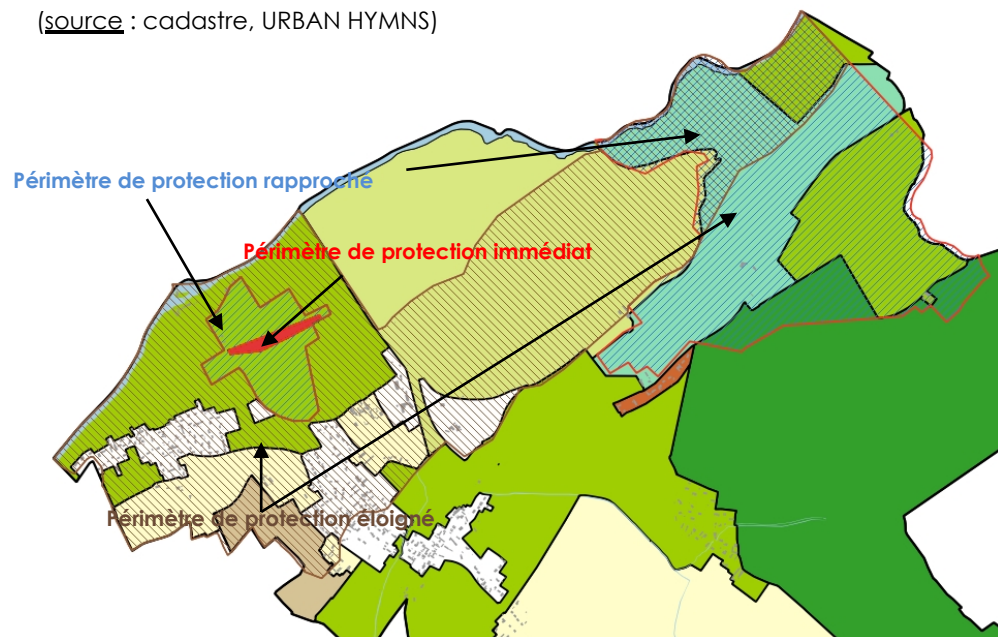 (source : cadastre, URBAN HYMNS)
Périmètre de protection rapproché
Périmètre de protection immédiat
Périmètre de protection éloigné